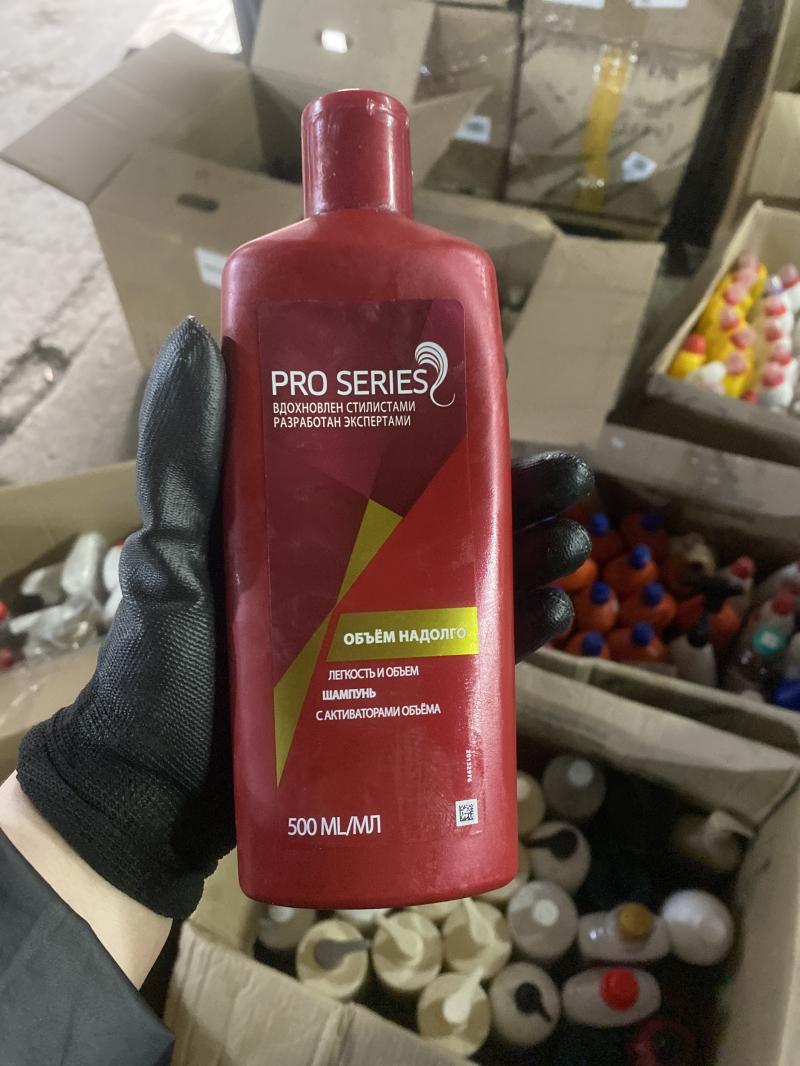 PRO SERIES
ВДОХНОВЛЕН СТИЛИСТАМИ
РАЗРАБОТАН ЭКСПЕРТАМИ
ОБЪЁМ НАДОЛГО
ЛЕГКОСТЬ И ОБЪЕМ
ШАМПУНЬ
С АКТИВАТОРАМИ ОБЪЁМА
500 ML/МЛ